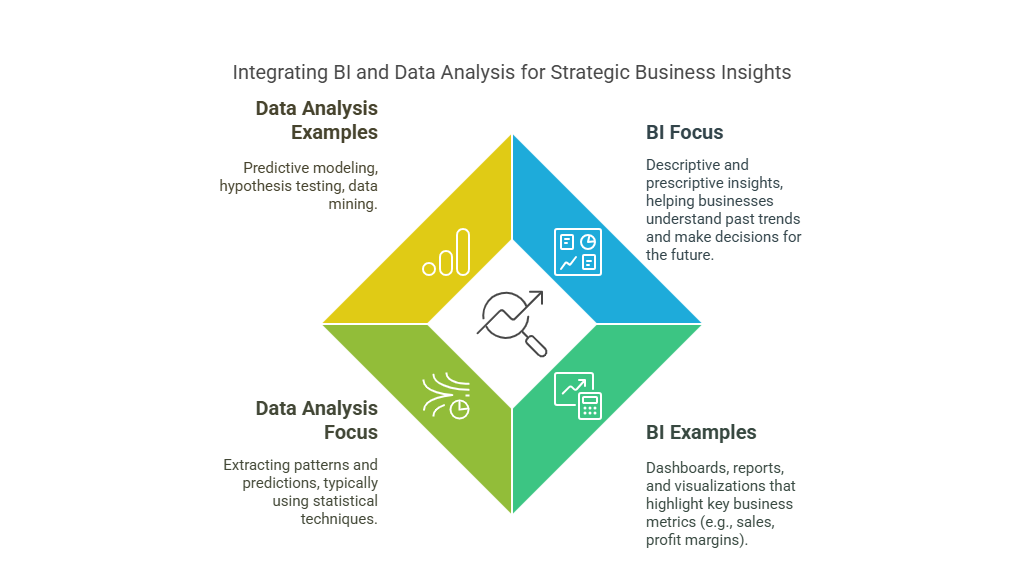 Integrating BI and Data Analysis for Strategic Business Insights
Data Analysis
Examples
Predictive modeling,
hypothesis testing, data
mining.
BI Focus
Descriptive and
prescriptive insights,
helping businesses
understand past trends
and make decisions for
the future.
Data Analysis
Focus
Extracting patterns and
predictions, typically
using statistical
techniques.
BI Examples
Dashboards, reports,
and visualizations that
highlight key business
metrics (e.g., sales,
profit margins).